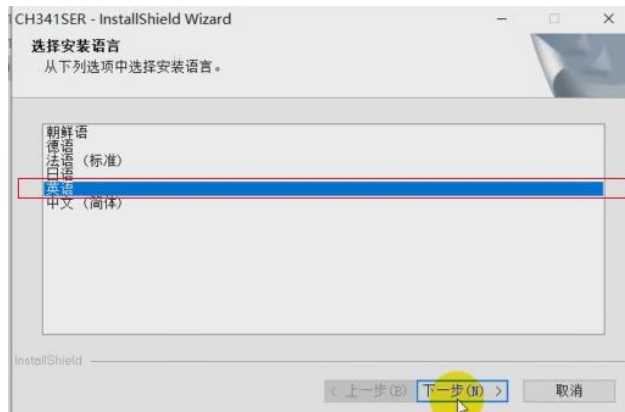 CH341SER - InstallShield Wizard
选择安装语言
从下列选项中选择安装语言。
朝鲜语
德语
法语 (标准)
日语
英语
中文 (简体)
InstallShield
< 上一步(B)
下一步(N) >
取消